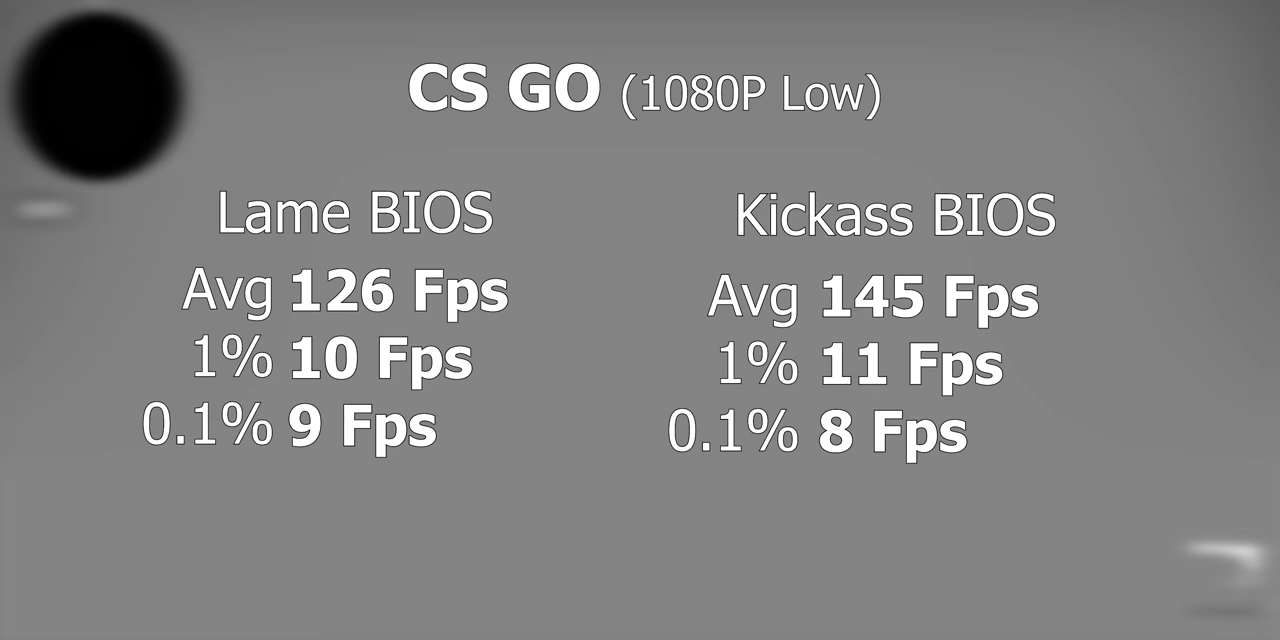 CS GO (1080P Low)
Lame BIOS
Avg 126 Fps
1% 10 Fps
0.1% 9 Fps
Kickass BIOS
Avg 145 Fps
1% 11 Fps
0.1% 8 Fps